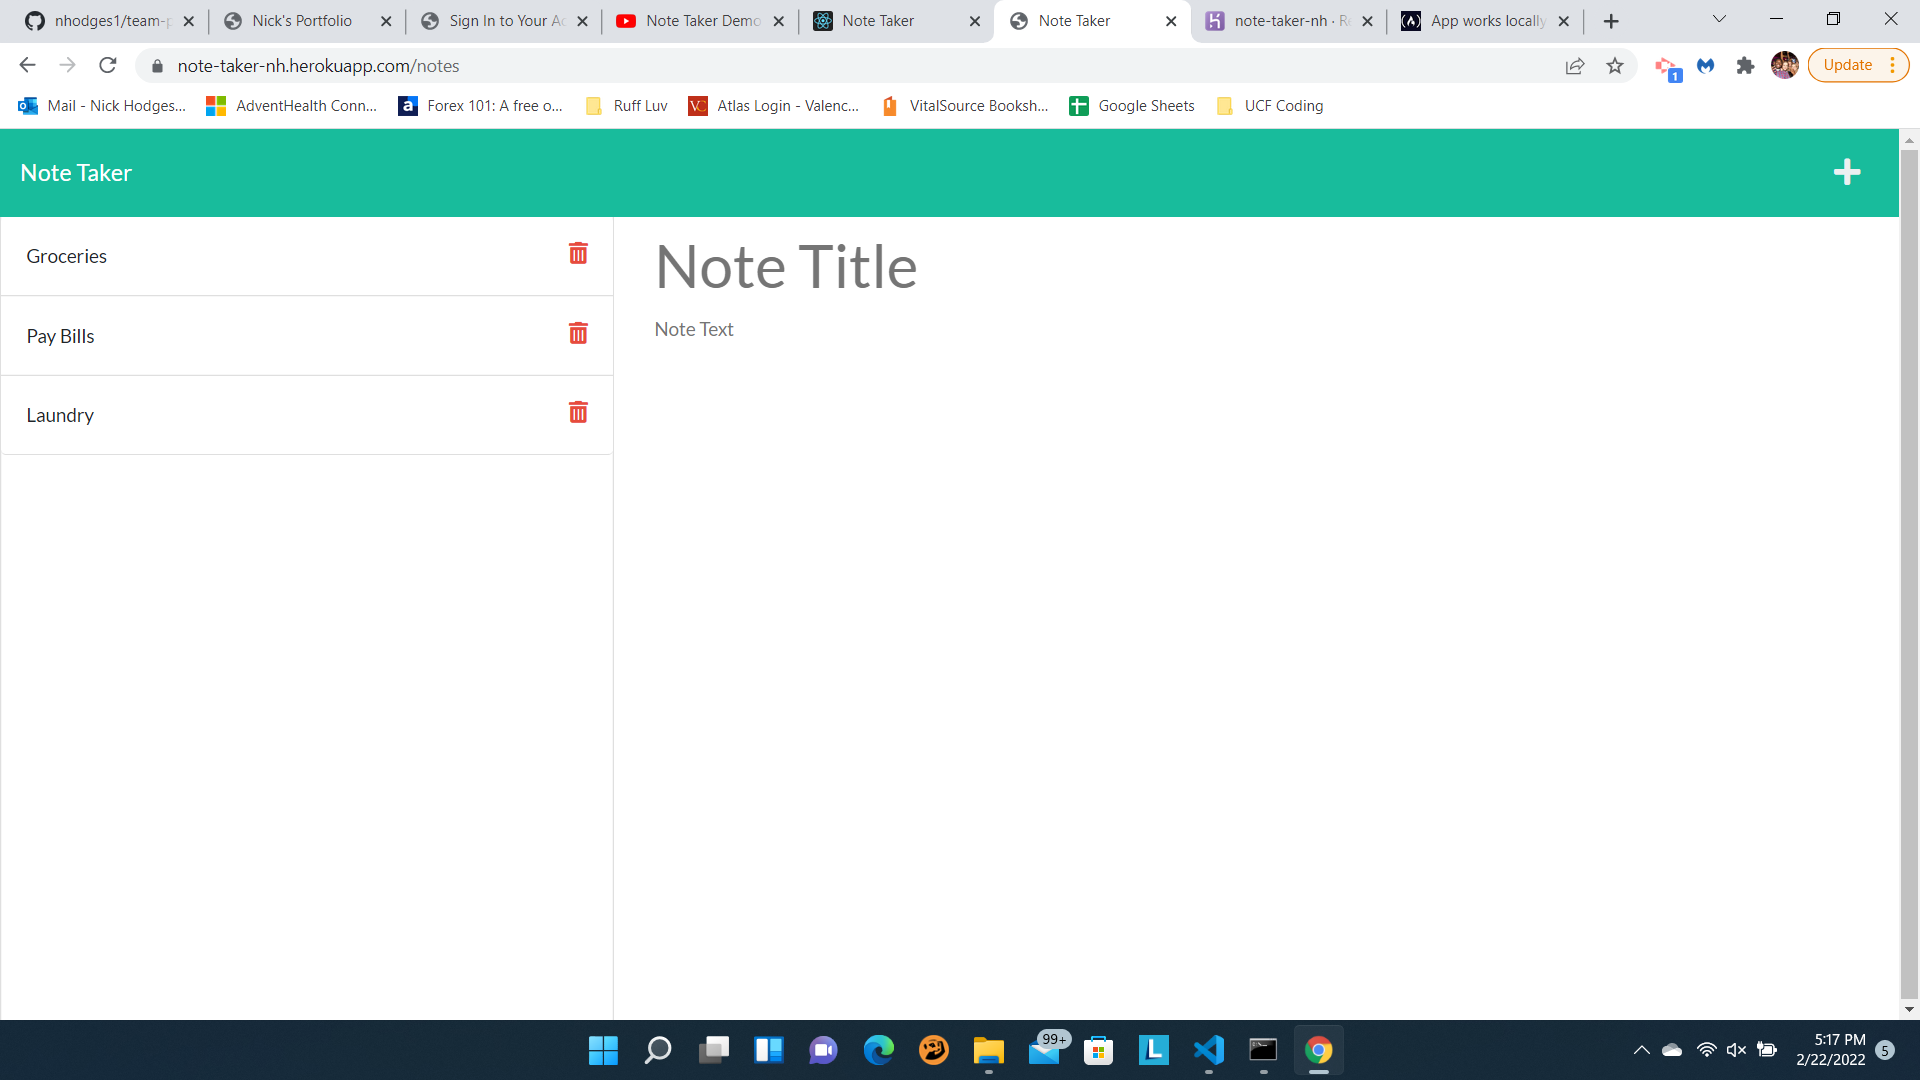 nhodges1/team-p
Nick's Portfolio
Sign In to Your Ac
Note Taker Demo
Note Taker
Note Taker
note-taker-nh · Re
App works locally
note-taker-nh.herokuapp.com/notes
1
Update
Mail - Nick Hodges...
AdventHealth Conn...
Forex 101: A free o...
Ruff Luv
Atlas Login - Valenc...
VitalSource Booksh...
Google Sheets
UCF Coding
Note Taker
Groceries
Pay Bills
Laundry
Note Title
Note Text
99+
5:17 PM
2/22/2022
5